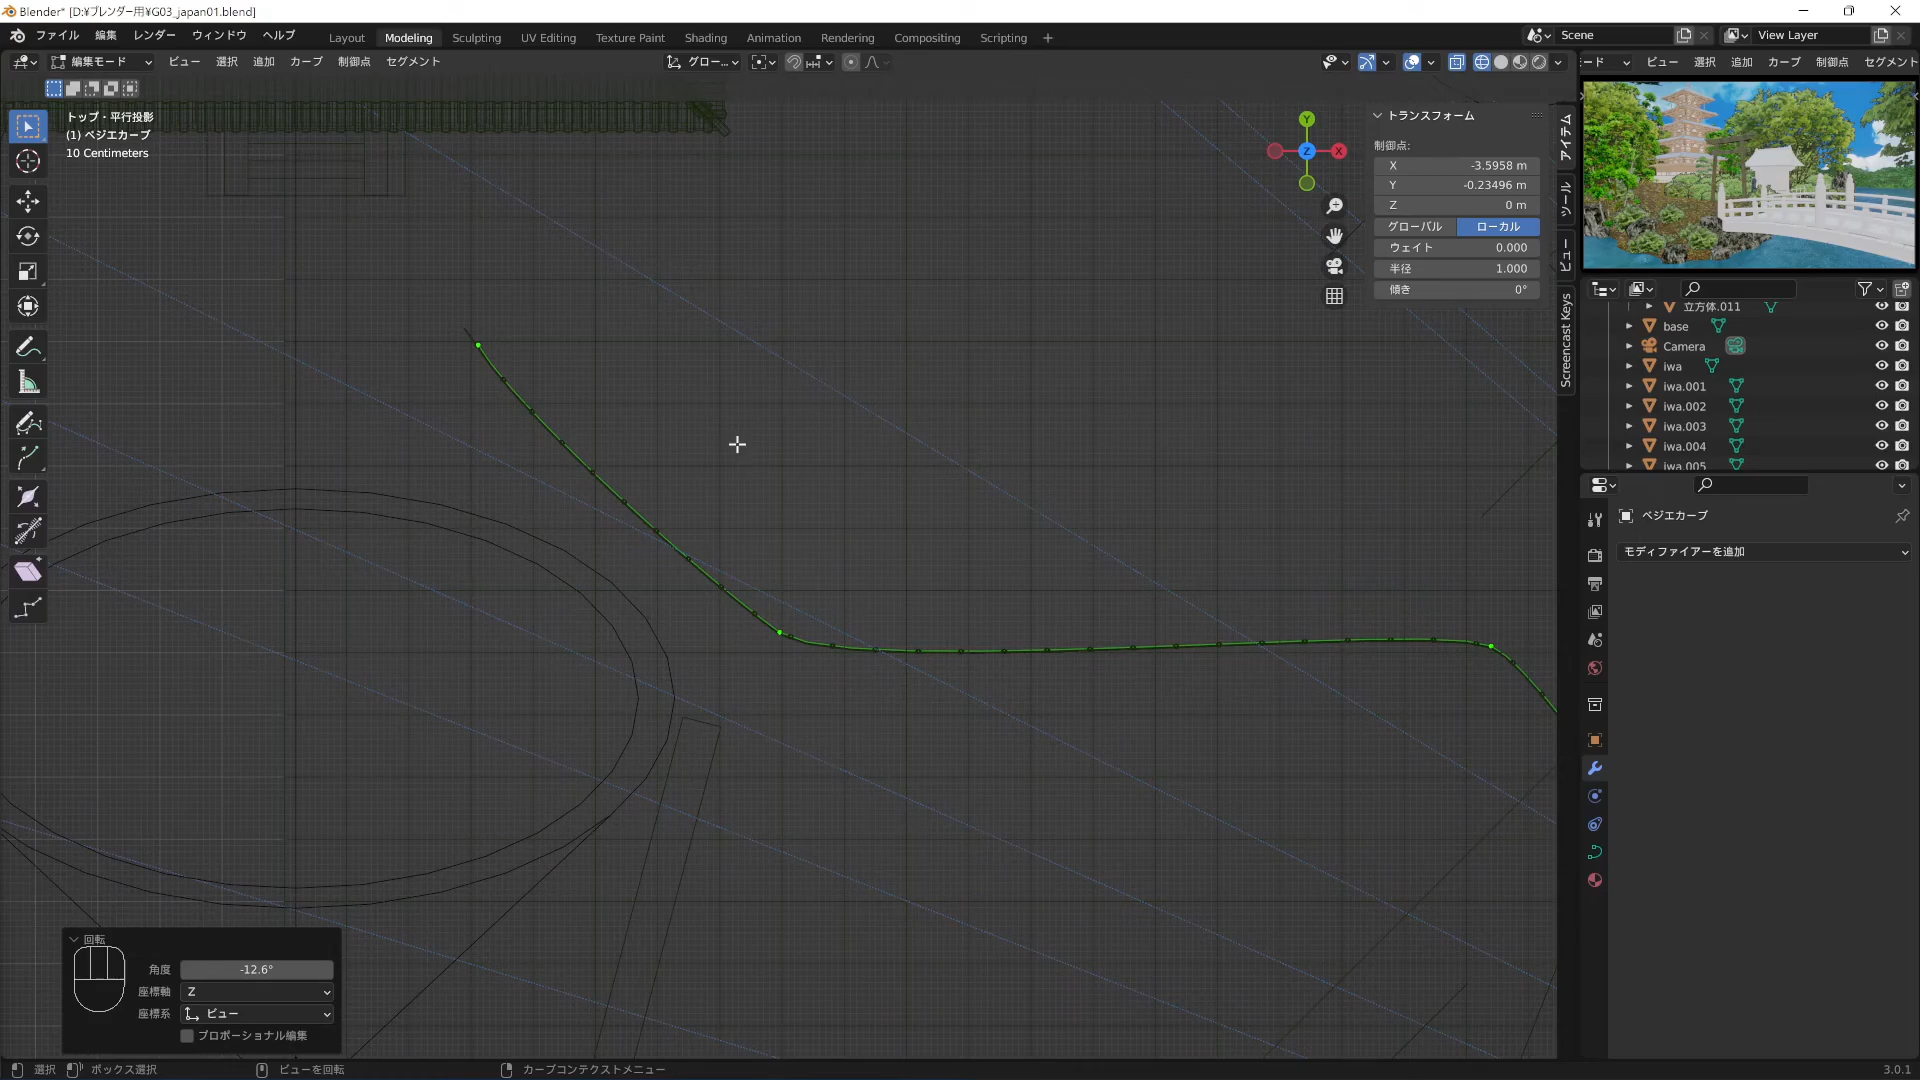 Blender* [D:¥ブレンダー用¥G03_japan01.blend]
ファイル 編集 レンダー ウィンドウ ヘルプ Layout Modeling Sculpting UV Editing Texture Paint Shading Animation Rendering Compositing Scripting + Scene View Layer
編集モード ビュー 選択 追加 カーブ 制御点 セグメント グロー... ード ビュー 選択 追加 カーブ 制御点 セグメント
トップ・平行投影
(1) ベジエカーブ
10 Centimeters
Y
Z X
トランスフォーム
制御点:
X -3.5958 m
Y -0.23496 m
Z 0 m
グローバル ローカル
ウェイト 0.000
半径 1.000
傾き 0°
アイテム
ツール
ビュー
Screencast Keys
立方体.011
base
Camera
iwa
iwa.001
iwa.002
iwa.003
iwa.004
iwa.005
ベジエカーブ
モディファイアーを追加
回転
角度 -12.6°
座標軸 Z
座標系 ビュー
プロポーショナル編集
選択 ボックス選択 ビューを回転 カーブコンテクストメニュー 3.0.1